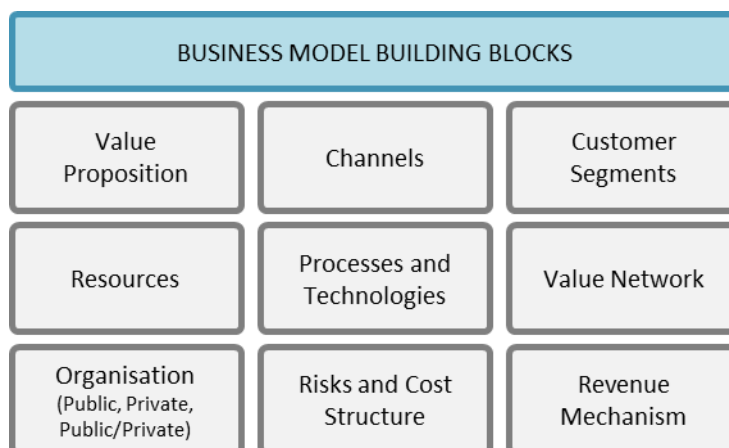 BUSINESS MODEL BUILDING BLOCKS
Value
Proposition
Channels
Customer
Segments
Resources
Processes and
Technologies
Value Network
Organisation
(Public, Private,
Public/Private)
Risks and Cost
Structure
Revenue
Mechanism